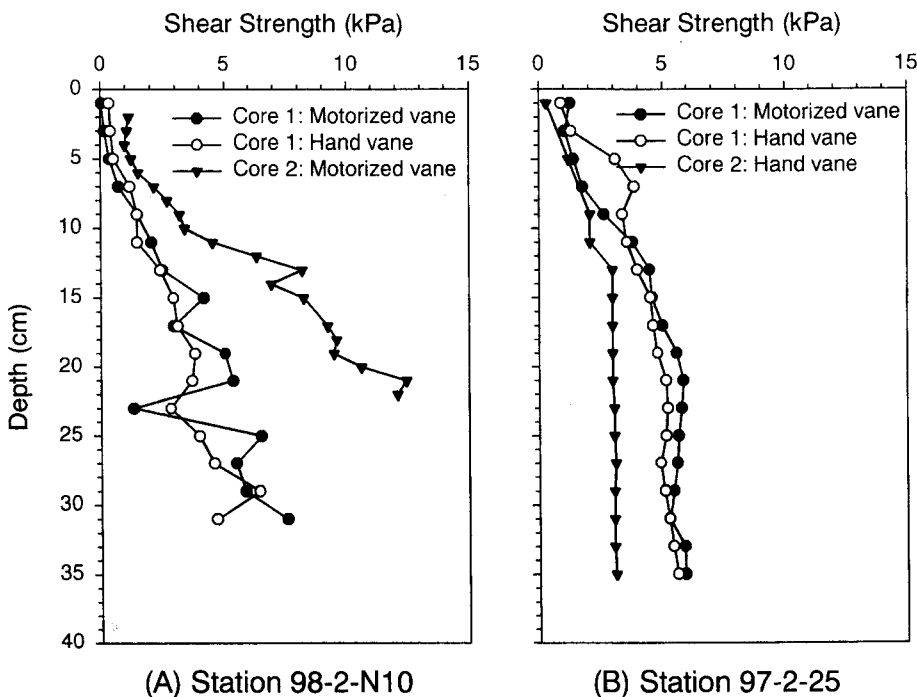 Shear Strength (kPa)
0 5 10 15
0
5
10
15
20
25
30
35
40
Depth (cm)
Core 1: Motorized vane
Core 1: Hand vane
Core 2: Motorized vane
(A) Station 98-2-N10
Shear Strength (kPa)
0 5 10 15
Core 1: Motorized vane
Core 1: Hand vane
Core 2: Hand vane
(B) Station 97-2-25